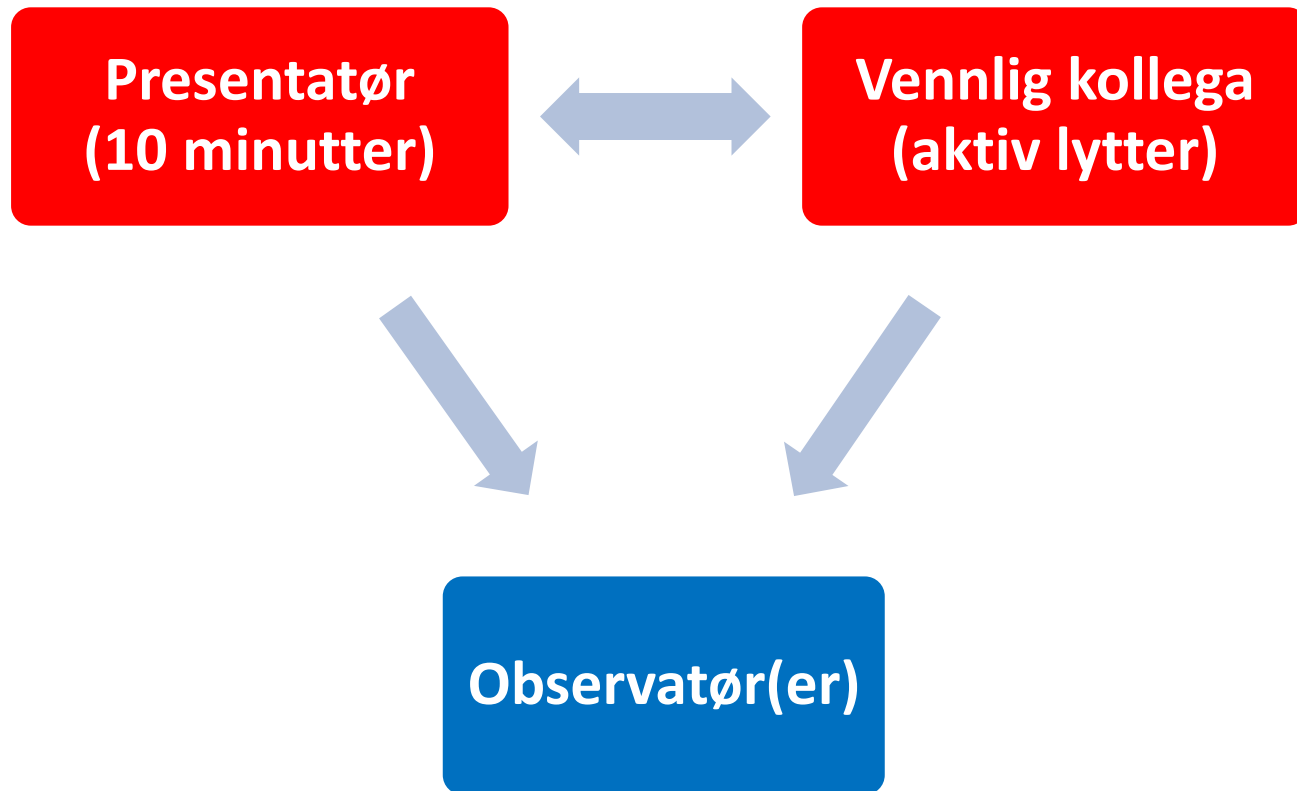 Presentatør
(10 minutter)
Vennlig kollega
(aktiv lytter)
Observatør(er)